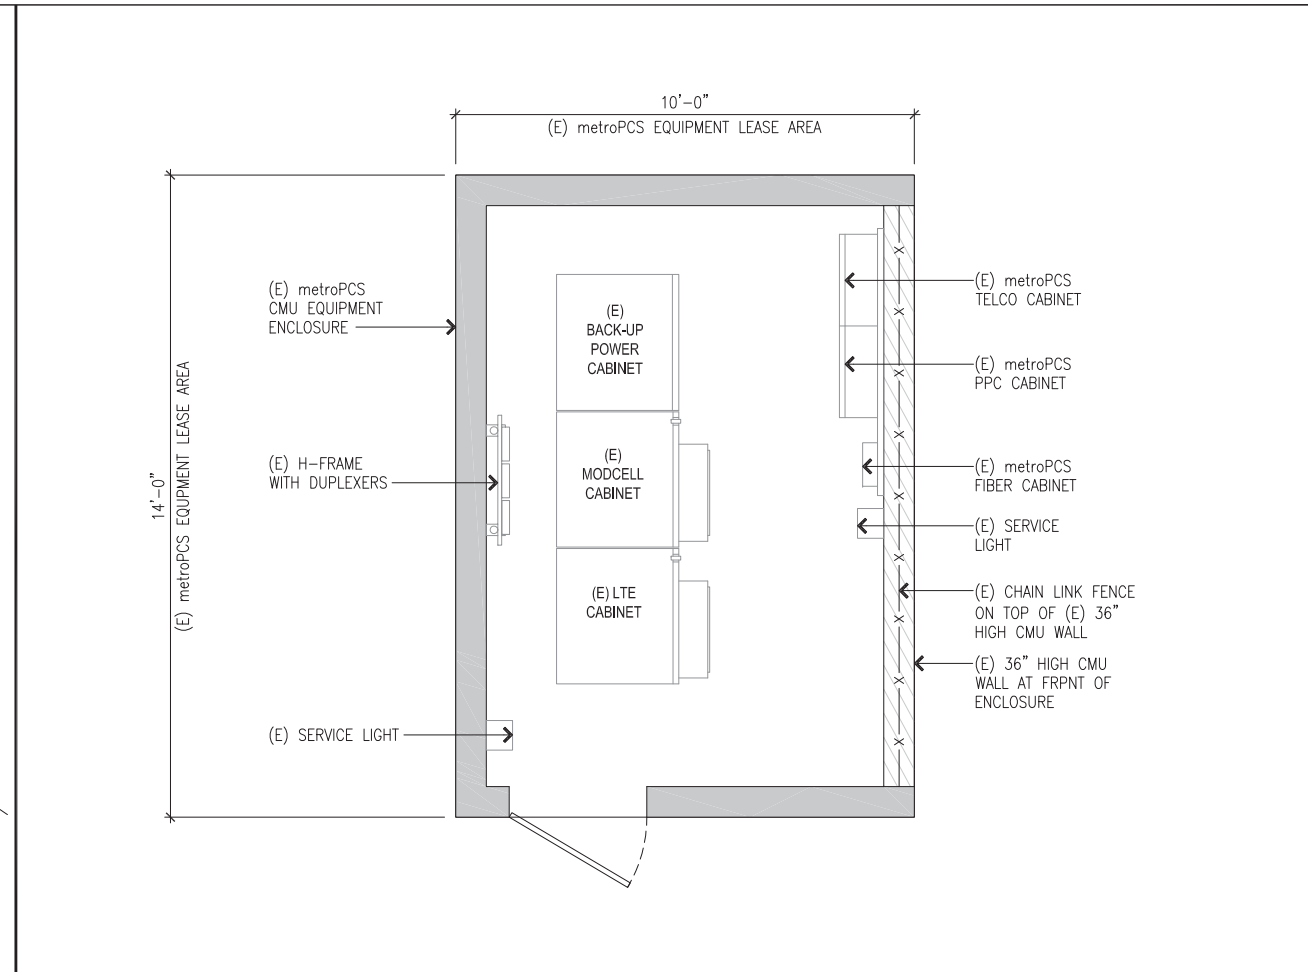 10'-0"
(E) metroPCS EQUIPMENT LEASE AREA
14'-0"
(E) metroPCS EQUIPMENT LEASE AREA
(E) metroPCS
CMU EQUIPMENT
ENCLOSURE
(E) H-FRAME
WITH DUPLEXERS
(E) SERVICE LIGHT
(E)
BACK-UP
POWER
CABINET
(E)
MODCELL
CABINET
(E) LTE
CABINET
X
X
X
X
X
X
X
X
X
(E) metroPCS
TELCO CABINET
(E) metroPCS
PPC CABINET
(E) metroPCS
FIBER CABINET
(E) SERVICE
LIGHT
(E) CHAIN LINK FENCE
ON TOP OF (E) 36"
HIGH CMU WALL
(E) 36" HIGH CMU
WALL AT FRPNT OF
ENCLOSURE